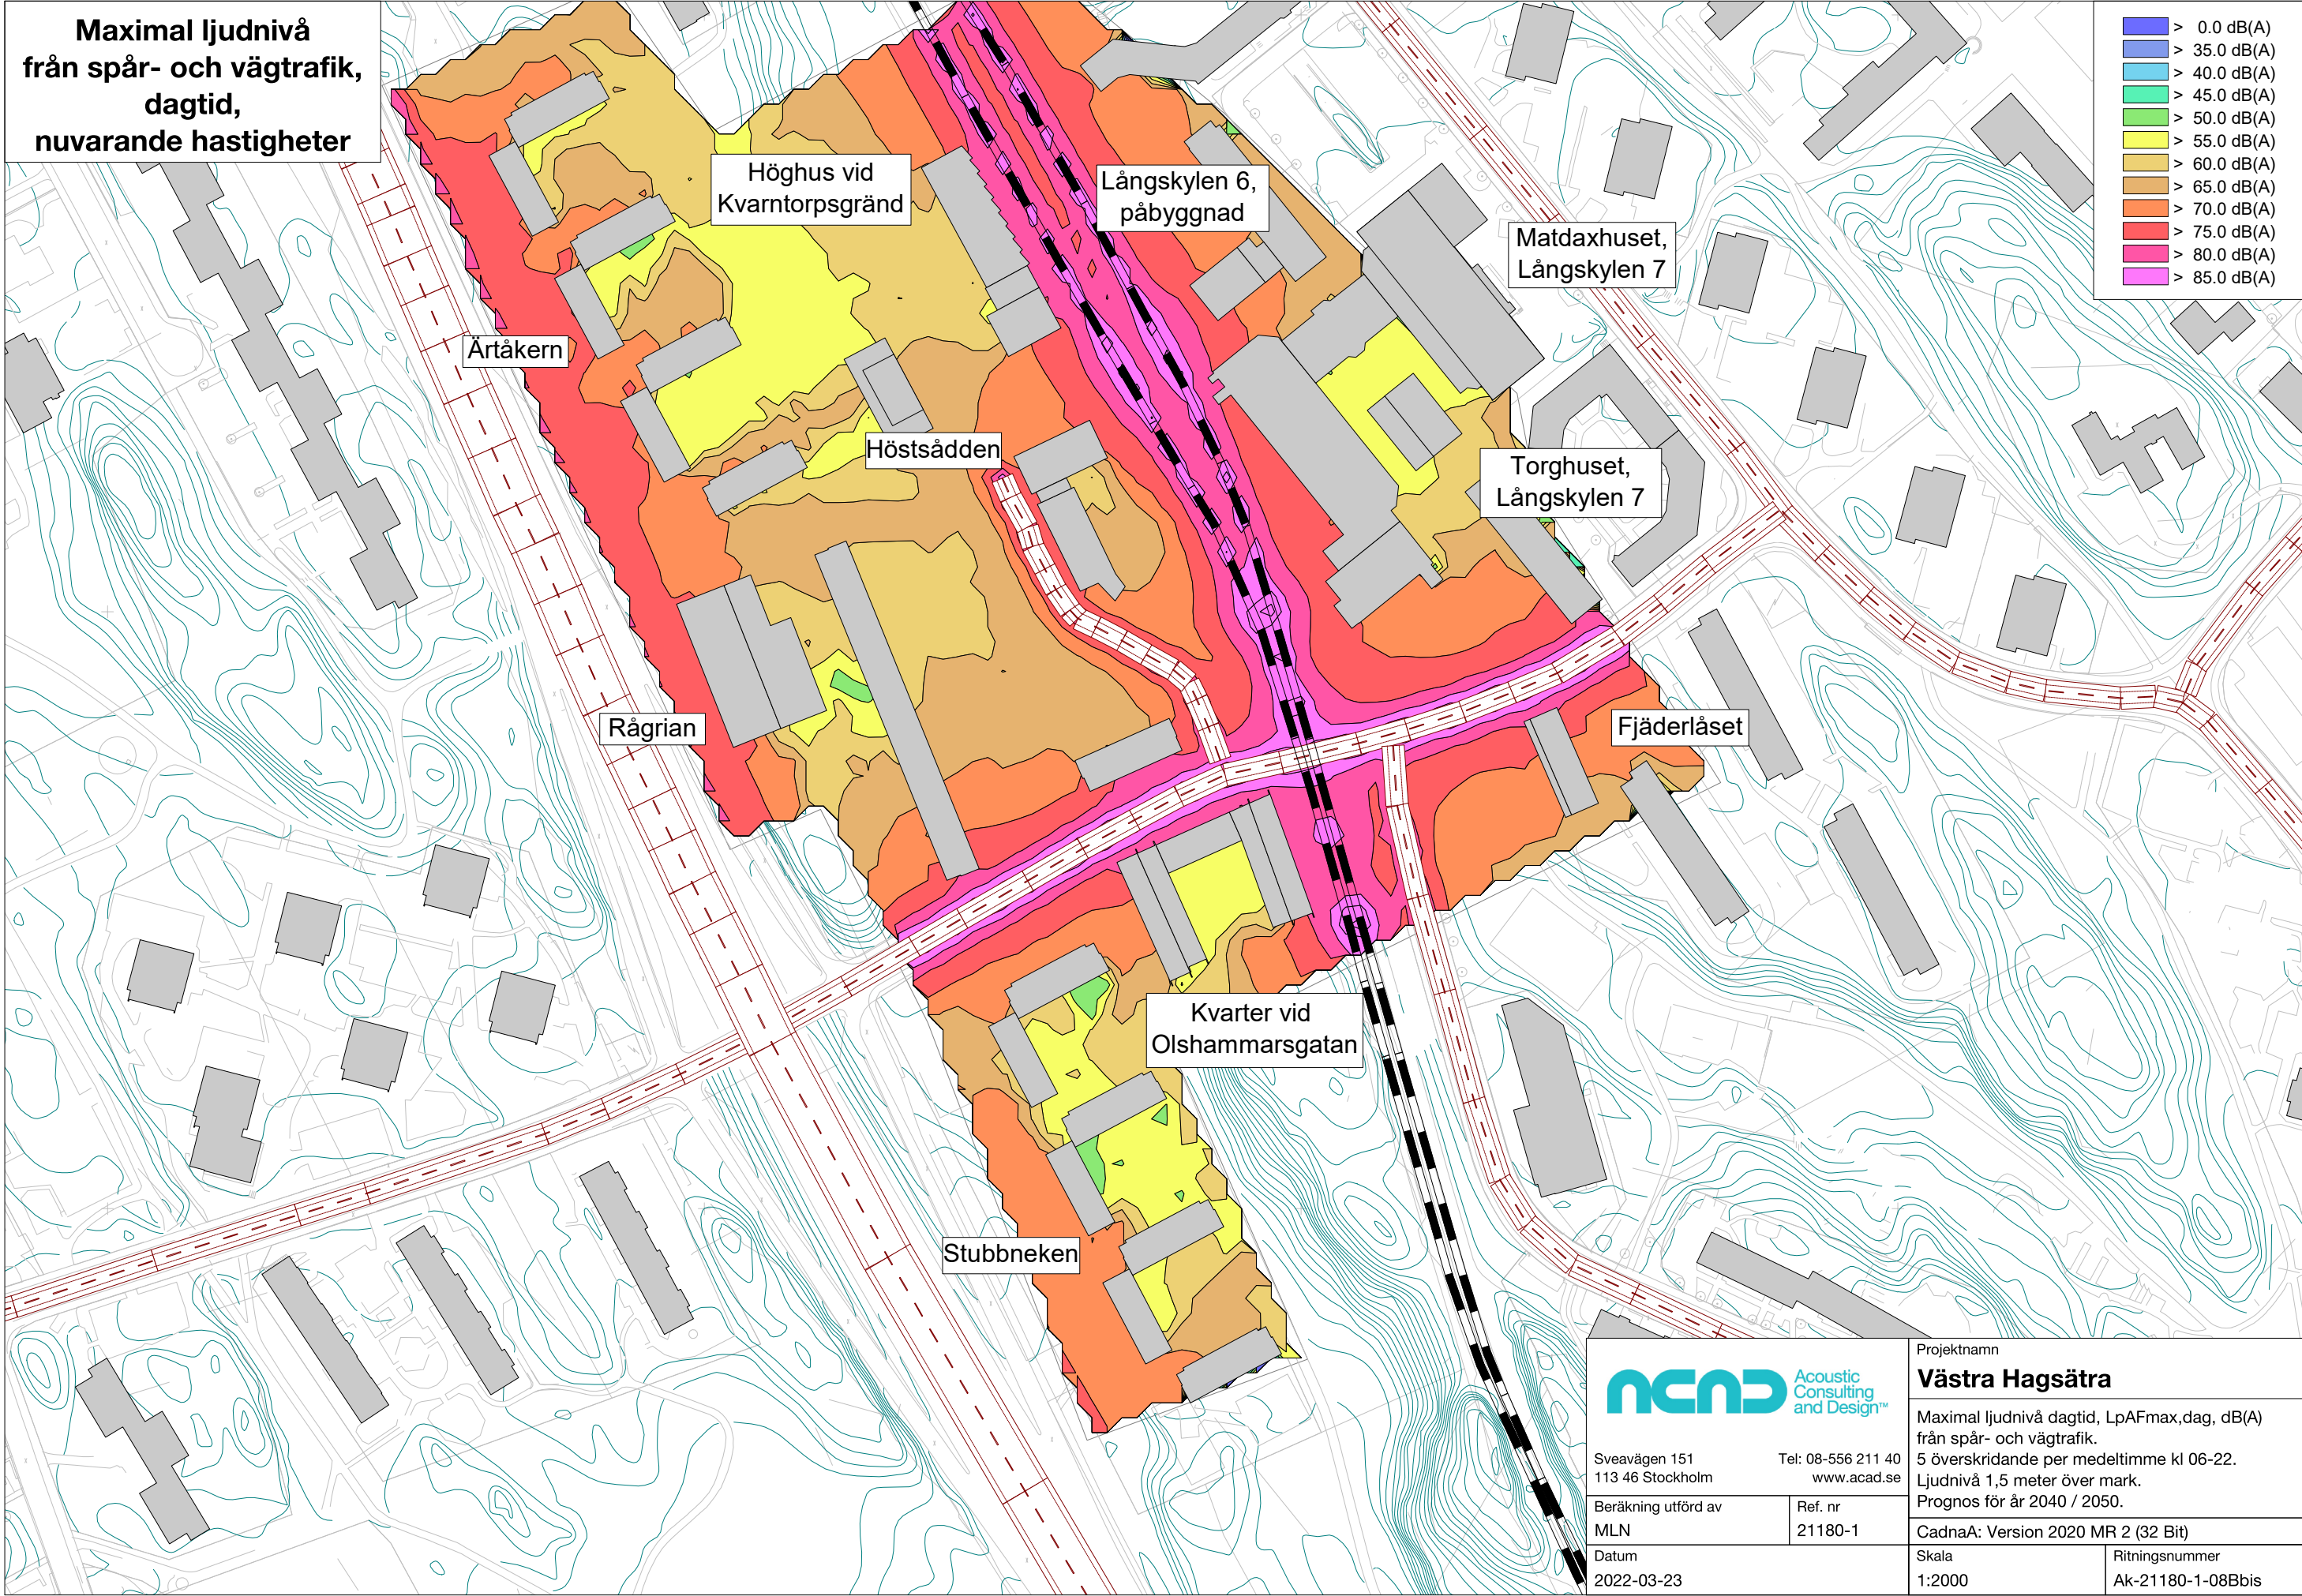 Maximal ljudnivå
från spår- och vägtrafik,
dagtid,
nuvarande hastigheter
> 0.0 dB(A)
> 35.0 dB(A)
> 40.0 dB(A)
> 45.0 dB(A)
> 50.0 dB(A)
> 55.0 dB(A)
> 60.0 dB(A)
> 65.0 dB(A)
> 70.0 dB(A)
> 75.0 dB(A)
> 80.0 dB(A)
> 85.0 dB(A)
Höghus vid
Kvarntorpsgränd
Långskylen 6,
påbyggnad
Matdaxhuset,
Långskylen 7
Ärtåkern
Höstsådden
Torghuset,
Långskylen 7
Rågrian
Fjäderlåset
Kvarter vid
Olshammarsgatan
Stubbneken
acad
Acoustic
Consulting
and Design™
Sveavägen 151
113 46 Stockholm
Tel: 08-556 211 40
www.acad.se
Beräkning utförd av
MLN
Ref. nr
21180-1
Datum
2022-03-23
Projektnamn
Västra Hagsätra
Maximal ljudnivå dagtid, LpAFmax,dag, dB(A)
från spår- och vägtrafik.
5 överskridande per medeltimme kl 06-22.
Ljudnivå 1,5 meter över mark.
Prognos för år 2040 / 2050.
CadnaA: Version 2020 MR 2 (32 Bit)
Skala
1:2000
Ritningsnummer
Ak-21180-1-08Bbis